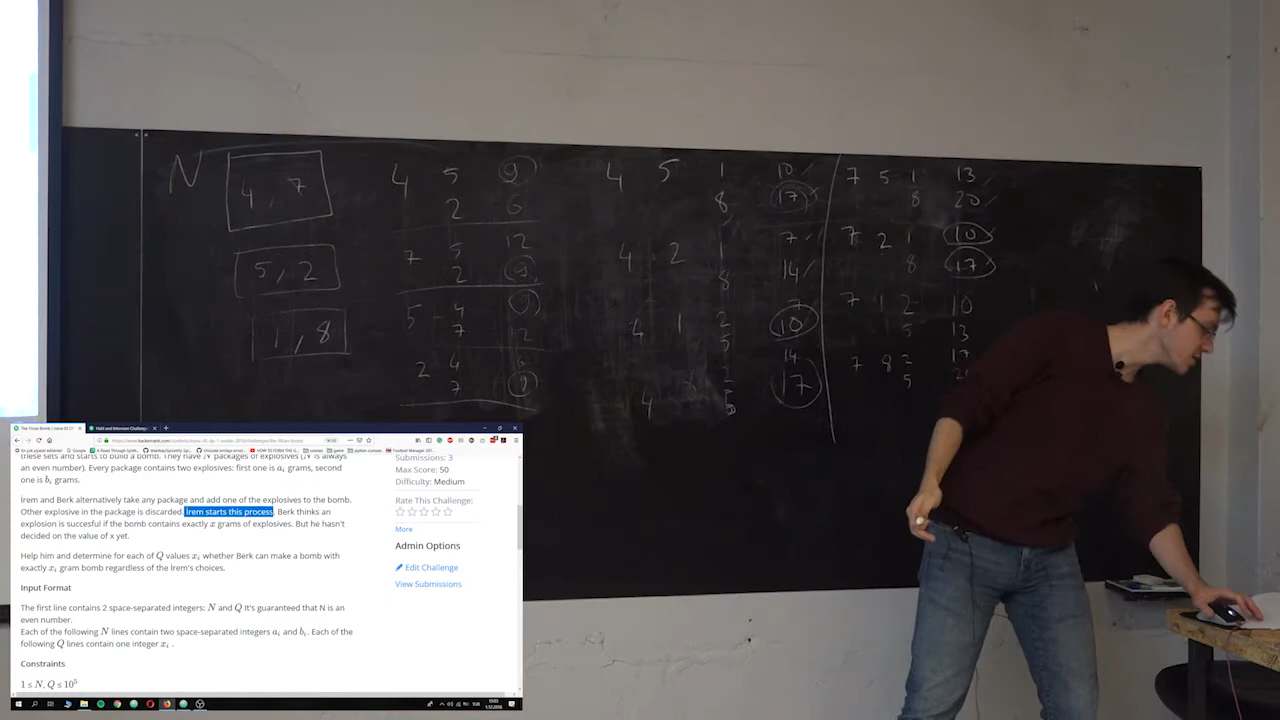 N
4 , 7
5 , 2
1 , 8
4 5 9
2 6
7 5 12
2 9
5 4 9
7 12
2 4 6
7 9
4 5 1 10
8 17
4 2 1 7
8 14
4 1 2 7
5 10
4 8 2 14
5 17
7 5 1 13
8 20
7 2 1 10
8 17
7 1 2 10
5 13
7 8 2 17
5
these sets and starts to build a bomb. They have N packages of explosives (N is always
an even number). Every package contains two explosives: first one is ai grams, second
one is bi grams.
İrem and Berk alternatively take any package and add one of the explosives to the bomb.
Other explosive in the package is discarded. İrem starts this process. Berk thinks an
explosion is succesful if the bomb contains exactly x grams of explosives. But he hasn't
decided on the value of x yet.
Help him and determine for each of Q values xi whether Berk can make a bomb with
exactly xi gram bomb regardless of the Irem's choices.
Input Format
The first line contains 2 space-separated integers: N and Q It's guaranteed that N is an
even number.
Each of the following N lines contain two space-separated integers ai and bi. Each of the
following Q lines contain one integer xi .
Constraints
1 ≤ N, Q ≤ 10^5
Submissions: 3
Max Score: 50
Difficulty: Medium
Rate This Challenge:
More
Admin Options
Edit Challenge
View Submissions